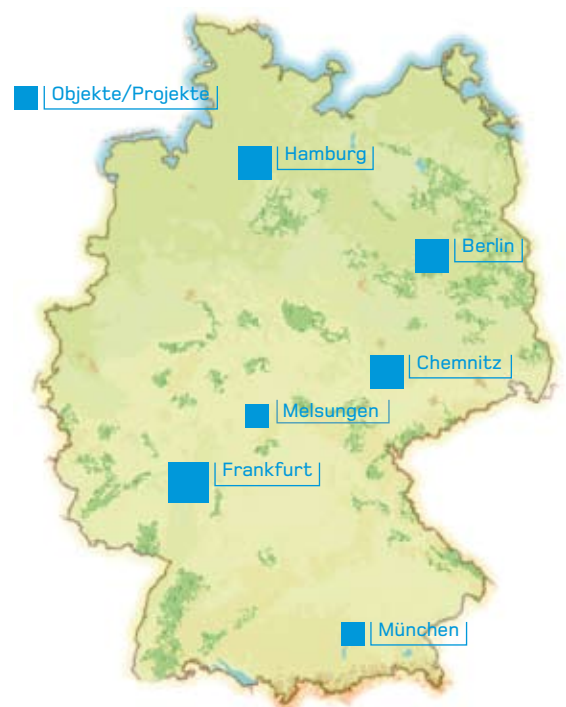 Objekte/Projekte
Hamburg
Berlin
Chemnitz
Melsungen
Frankfurt
München